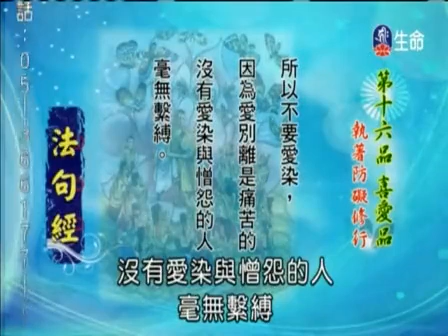 生命
第十六品 喜愛品
執著防礙修行
所以不要愛染，
因為愛別離是痛苦的
沒有愛染與憎怨的人
毫無繫縛。
法句經
沒有愛染與憎怨的人
毫無繫縛